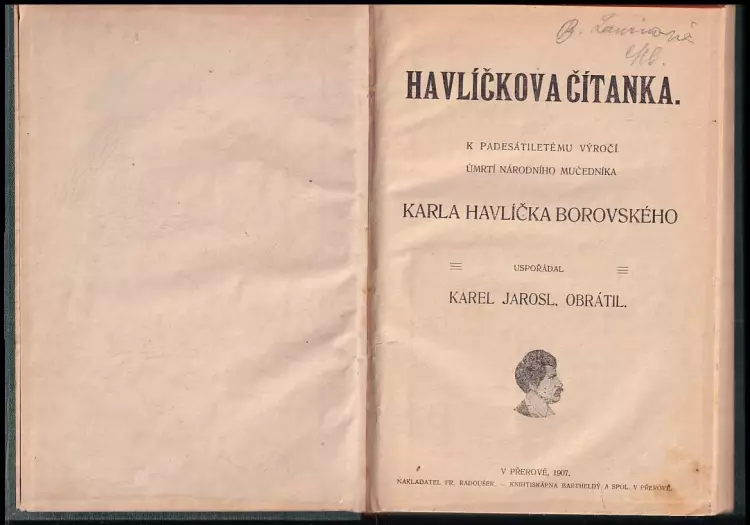 HAVLÍČKOVA ČÍTANKA.
K PADESÁTILETÉMU VÝROČÍ
ÚMRTÍ NÁRODNÍHO MUČEDNÍKA
KARLA HAVLÍČKA BOROVSKÉHO
USPOŘÁDAL
KAREL JAROSL. OBRÁTIL.
V PŘEROVĚ, 1907.
NAKLADATEL FR. RADOUŠEK. — KNIHTISKÁRNA BARTHELDÝ A SPOL. V PŘEROVĚ.